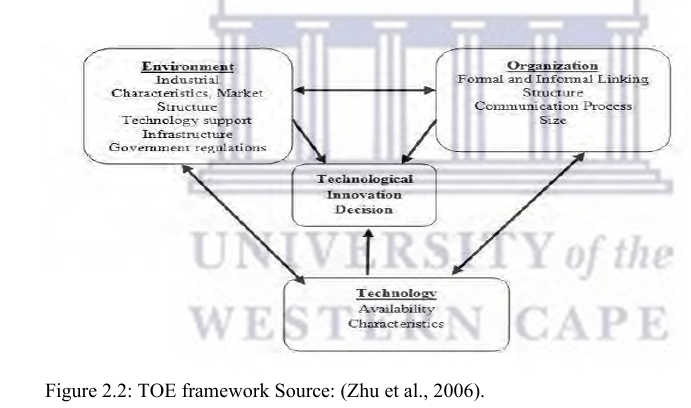 Environment
Industrial
Characteristics, Market
Structure
Technology support
Infrastructure
Government regulations
Organization
Formal and Informal Linking
Structure
Communication Process
Size
Technological
Innovation
Decision
Technology
Availability
Characteristics
UNIVERSITY of the
WESTERN CAPE
Figure 2.2: TOE framework Source: (Zhu et al., 2006).